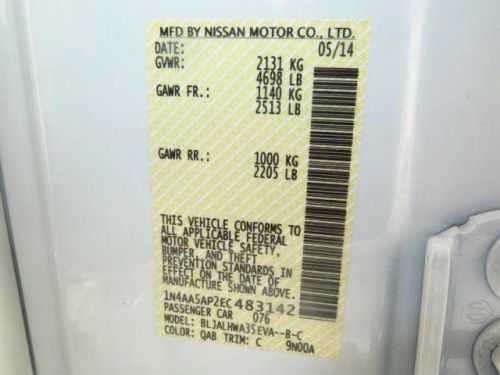 MFD BY NISSAN MOTOR CO., LTD.
DATE: 05/14
GVWR: 2131 KG
4698 LB
GAWR FR.: 1140 KG
2513 LB
GAWR RR.: 1000 KG
2205 LB
THIS VEHICLE CONFORMS TO
ALL APPLICABLE FEDERAL
MOTOR VEHICLE SAFETY,
BUMPER, AND THEFT
PREVENTION STANDARDS IN
EFFECT ON THE DATE OF
MANUFACTURE SHOWN ABOVE.
1N4AA5AP2EC483142
PASSENGER CAR 076
MODEL: BLJALHWA35EVA--B-C
COLOR: QAB TRIM: C 9N00A